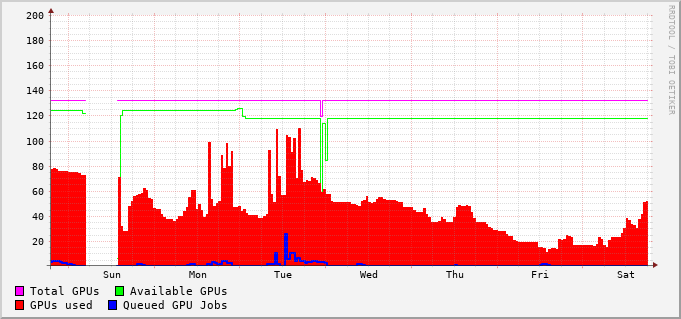 200
180
160
140
120
100
80
60
40
20
Sun Mon Tue Wed Thu Fri Sat
Total GPUs Available GPUs
GPUs used Queued GPU Jobs
RRDTOOL / TOBI OETIKER